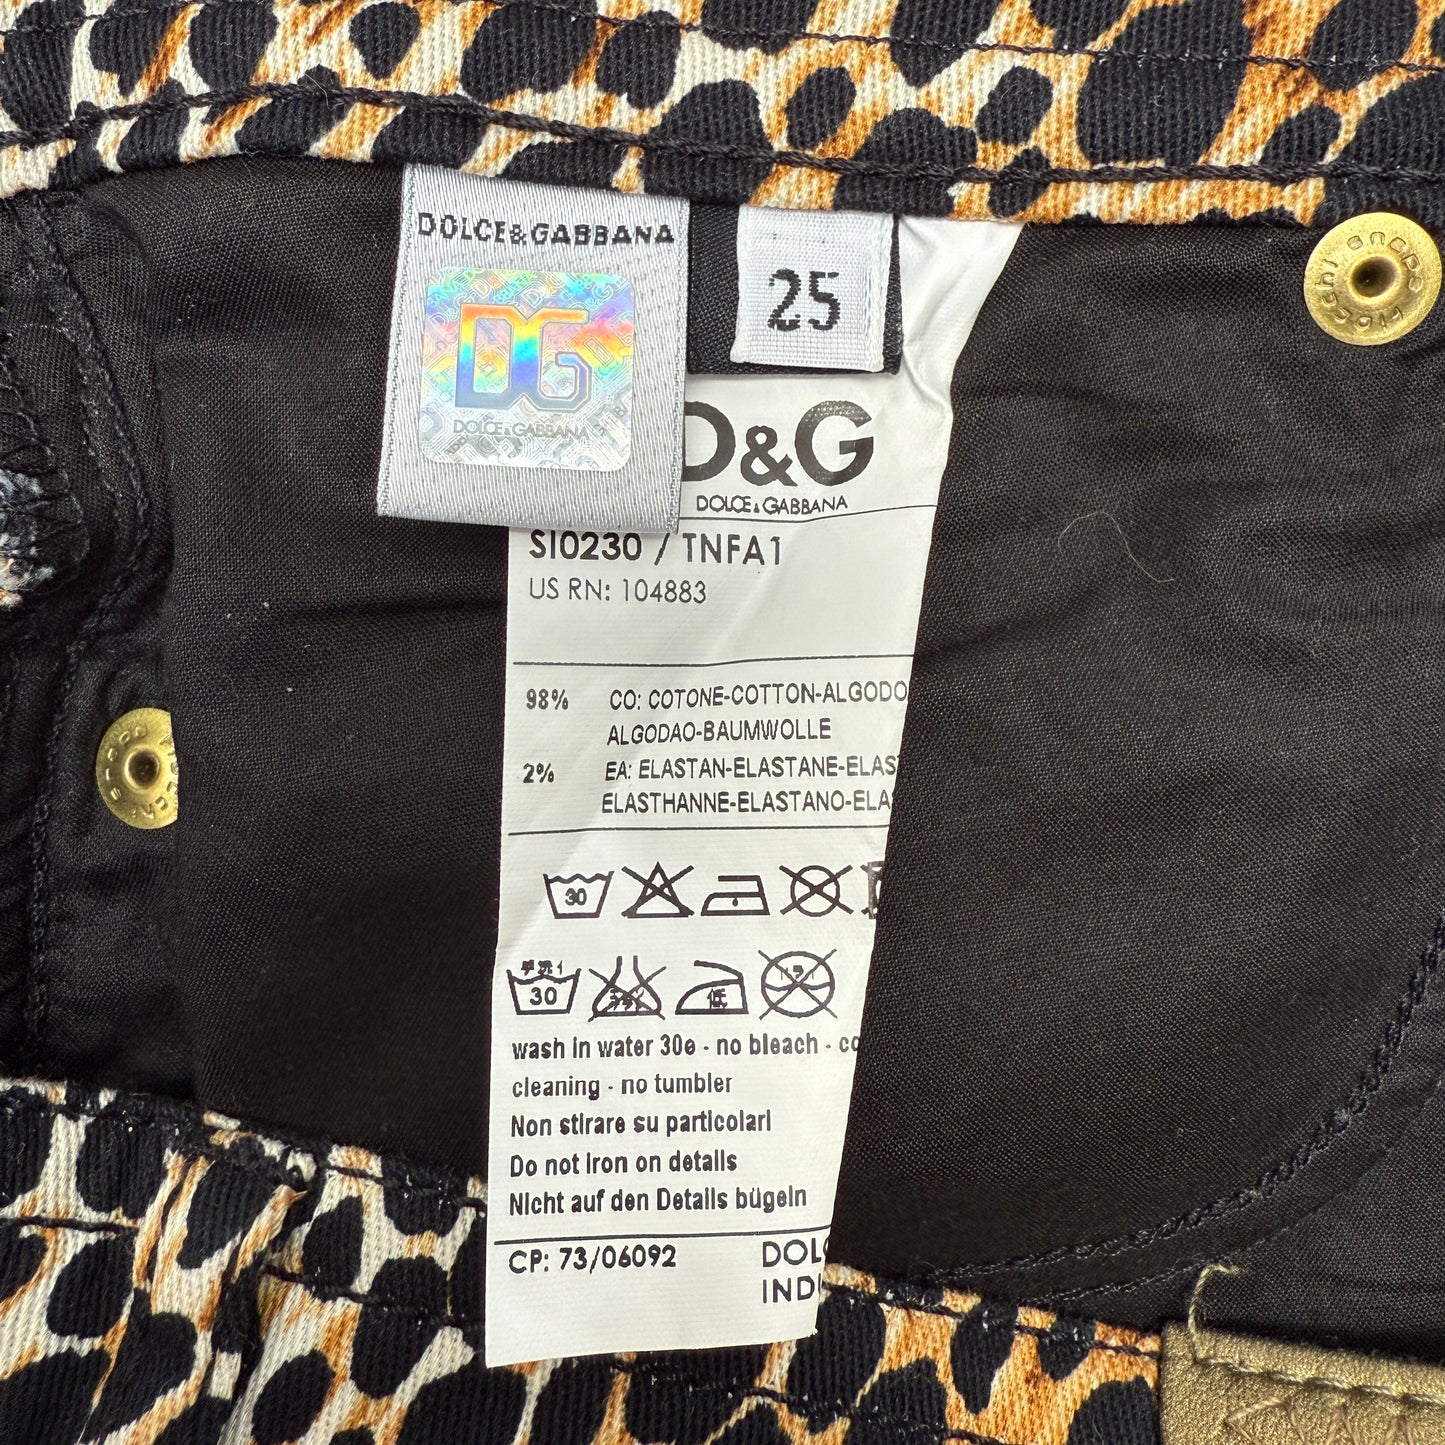 DOLCE&GABBANA
25
DG
DOLCE&GABBANA
D&G
DOLCE&GABBANA
SI0230 / TNFA1
US RN: 104883
98% CO: COTONE-COTTON-ALGODO
ALGODAO-BAUMWOLLE
2% EA: ELASTAN-ELASTANE-ELAS
ELASTHANNE-ELASTANO-ELA
30
30
wash in water 30e - no bleach - co
cleaning - no tumbler
Non stirare su particolari
Do not Iron on details
Nicht auf den Details bügeln
CP: 73/06092 DOLC
INDU